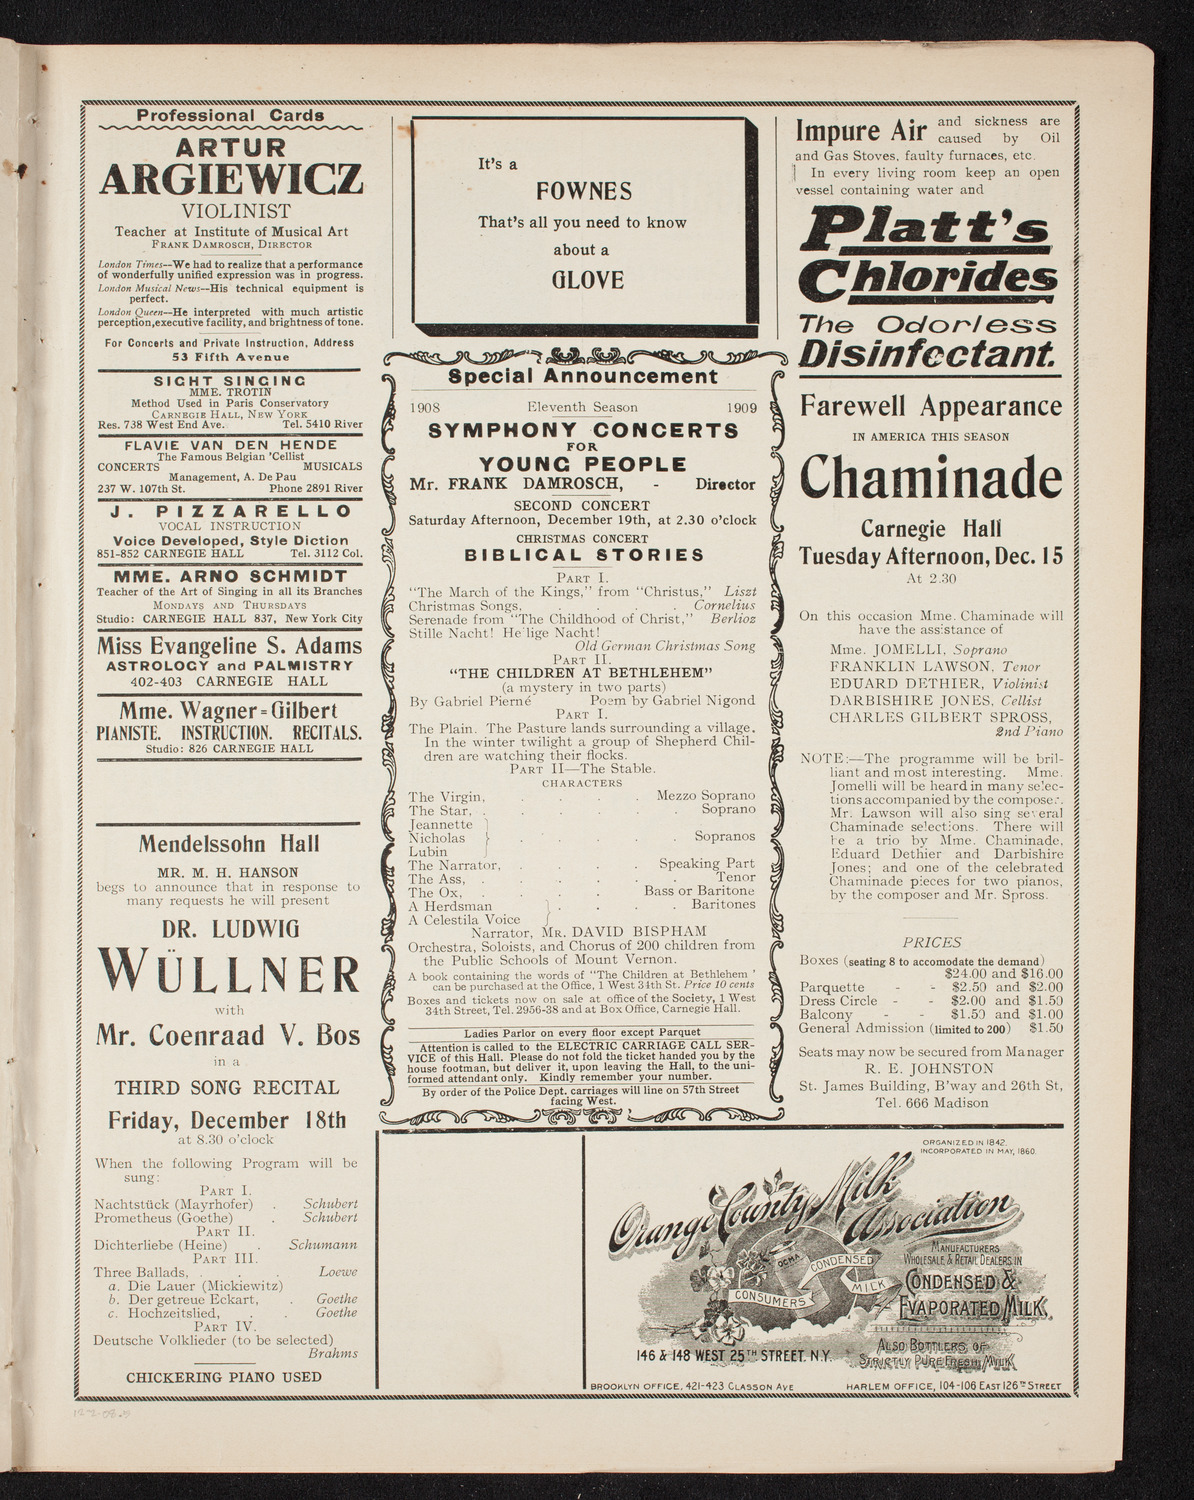 Professional Cards
ARTUR
ARGIEWICZ
VIOLINIST
Teacher at Institute of Musical Art
FRANK DAMROSCH, DIRECTOR
London Times--We had to realize that a performance
of wonderfully unified expression was in progress.
London Musical News--His technical equipment is
perfect.
London Queen--He interpreted with much artistic
perception,executive facility, and brightness of tone.
For Concerts and Private Instruction, Address
53 Fifth Avenue
SIGHT SINGING
MME. TROTIN
Method Used in Paris Conservatory
CARNEGIE HALL, NEW YORK
Res. 738 West End Ave. Tel. 5410 River
FLAVIE VAN DEN HENDE
The Famous Belgian 'Cellist
CONCERTS MUSICALS
Management, A. De Pau
237 W. 107th St. Phone 2891 River
J. PIZZARELLO
VOCAL INSTRUCTION
Voice Developed, Style Diction
851-852 CARNEGIE HALL Tel. 3112 Col.
MME. ARNO SCHMIDT
Teacher of the Art of Singing in all its Branches
MONDAYS AND THURSDAYS
Studio: CARNEGIE HALL 837, New York City
Miss Evangeline S. Adams
ASTROLOGY and PALMISTRY
402-403 CARNEGIE HALL
Mme. Wagner=Gilbert
PIANISTE. INSTRUCTION. RECITALS.
Studio: 826 CARNEGIE HALL
Mendelssohn Hall
MR. M. H. HANSON
begs to announce that in response to
many requests he will present
DR. LUDWIG
WÜLLNER
with
Mr. Coenraad V. Bos
in a
THIRD SONG RECITAL
Friday, December 18th
at 8.30 o'clock
When the following Program will be
sung:
PART I.
Nachtstück (Mayrhofer) . Schubert
Prometheus (Goethe) . Schubert
PART II.
Dichterliebe (Heine) . Schumann
PART III.
Three Ballads, . . . Loewe
a. Die Lauer (Mickiewitz)
b. Der getreue Eckart, . Goethe
c. Hochzeitslied, . Goethe
PART IV.
Deutsche Volklieder (to be selected)
Brahms
CHICKERING PIANO USED
It's a
FOWNES
That's all you need to know
about a
GLOVE
Special Announcement
1908 Eleventh Season 1909
SYMPHONY CONCERTS
FOR
YOUNG PEOPLE
Mr. FRANK DAMROSCH, - Director
SECOND CONCERT
Saturday Afternoon, December 19th, at 2.30 o'clock
CHRISTMAS CONCERT
BIBLICAL STORIES
PART I.
"The March of the Kings," from "Christus," Liszt
Christmas Songs, . . . . Cornelius
Serenade from "The Childhood of Christ," Berlioz
Stille Nacht! He lige Nacht!
Old German Christmas Song
PART II.
"THE CHILDREN AT BETHLEHEM"
(a mystery in two parts)
By Gabriel Pierné Poem by Gabriel Nigond
PART I.
The Plain. The Pasture lands surrounding a village.
In the winter twilight a group of Shepherd Chil-
dren are watching their flocks.
PART II—The Stable.
CHARACTERS
The Virgin, . . . . Mezzo Soprano
The Star, . . . . . Soprano
Jeannette
Nicholas . . . . Sopranos
Lubin
The Narrator, . . . . Speaking Part
The Ass, . . . . . Tenor
The Ox, . . . . Bass or Baritone
A Herdsman . . . . Baritones
A Celestila Voice
Narrator, MR. DAVID BISPHAM
Orchestra, Soloists, and Chorus of 200 children from
the Public Schools of Mount Vernon.
A book containing the words of "The Children at Bethlehem '
can be purchased at the Office, 1 West 34th St. Price 10 cents
Boxes and tickets now on sale at office of the Society, 1 West
34th Street, Tel. 2956-38 and at Box Office, Carnegie Hall.
Ladies Parlor on every floor except Parquet
Attention is called to the ELECTRIC CARRIAGE CALL SER-
VICE of this Hall. Please do not fold the ticket handed you by the
house footman, but deliver it, upon leaving the Hall, to the uni-
formed attendant only. Kindly remember your number.
By order of the Police Dept. carriages will line on 57th Street
facing West.
Impure Air and sickness are
caused by Oil
and Gas Stoves, faulty furnaces, etc.
In every living room keep an open
vessel containing water and
Platt's
Chlorides
The Odorless
Disinfectant.
Farewell Appearance
IN AMERICA THIS SEASON
Chaminade
Carnegie Hall
Tuesday Afternoon, Dec. 15
At 2.30
On this occasion Mme. Chaminade will
have the assistance of
Mme. JOMELLI, Soprano
FRANKLIN LAWSON, Tenor
EDUARD DETHIER, Violinist
DARBISHIRE JONES, Cellist
CHARLES GILBERT SPROSS,
2nd Piano
NOTE:—The programme will be bril-
liant and most interesting. Mme.
Jomelli will be heard in many selec-
tions accompanied by the composer.
Mr. Lawson will also sing several
Chaminade selections. There will
be a trio by Mme. Chaminade,
Eduard Dethier and Darbishire
Jones; and one of the celebrated
Chaminade pieces for two pianos,
by the composer and Mr. Spross.
PRICES
Boxes (seating 8 to accomodate the demand)
$24.00 and $16.00
Parquette - - $2.50 and $2.00
Dress Circle - - $2.00 and $1.50
Balcony - - $1.50 and $1.00
General Admission (limited to 200) $1.50
Seats may now be secured from Manager
R. E. JOHNSTON
St. James Building, B'way and 26th St,
Tel. 666 Madison
ORGANIZED IN 1842.
INCORPORATED IN MAY, 1860.
Orange County Milk
Association
MANUFACTURERS
WHOLESALE & RETAIL DEALERS IN
CONDENSED &
EVAPORATED MILK.
OCMA
CONSUMERS CONDENSED MILK
ALSO BOTTLERS OF
STRICTLY PURE FRESH MILK
146 & 148 WEST 25TH STREET. N.Y.
BROOKLYN OFFICE, 421-423 CLASSON AVE HARLEM OFFICE, 104-106 EAST 126TH STREET